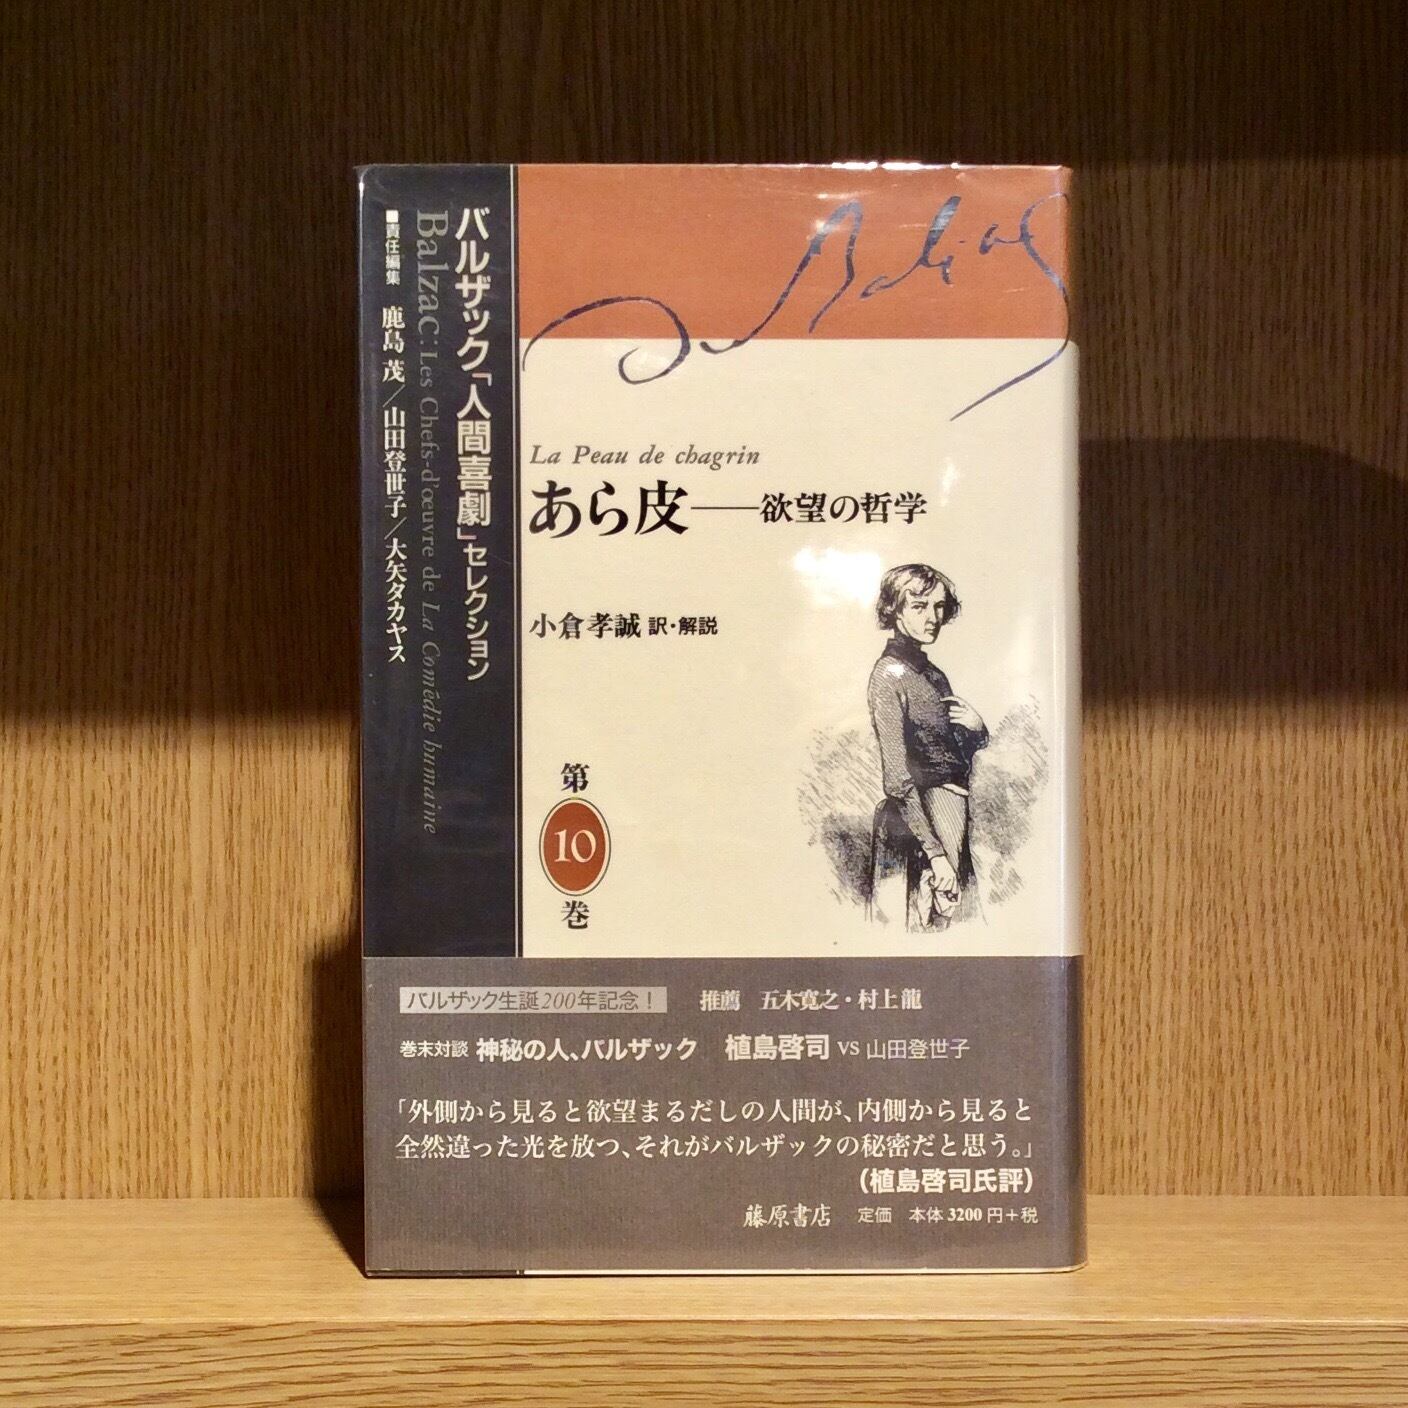 バルザック「人間喜劇」セレクション
Balzac: Les Chefs-d'œuvre de La Comédie humaine
■責任編集 鹿島茂/山田登世子/大矢タカヤス
Balzac
La Peau de chagrin
あら皮――欲望の哲学
小倉孝誠 訳・解説
第
10
巻
バルザック生誕200年記念! 推薦 五木寛之・村上龍
巻末対談 神秘の人、バルザック 植島啓司 VS 山田登世子
「外側から見ると欲望まるだしの人間が、内側から見ると
全然違った光を放つ、それがバルザックの秘密だと思う。」
(植島啓司氏評)
藤原書店 定価 本体3200円+税